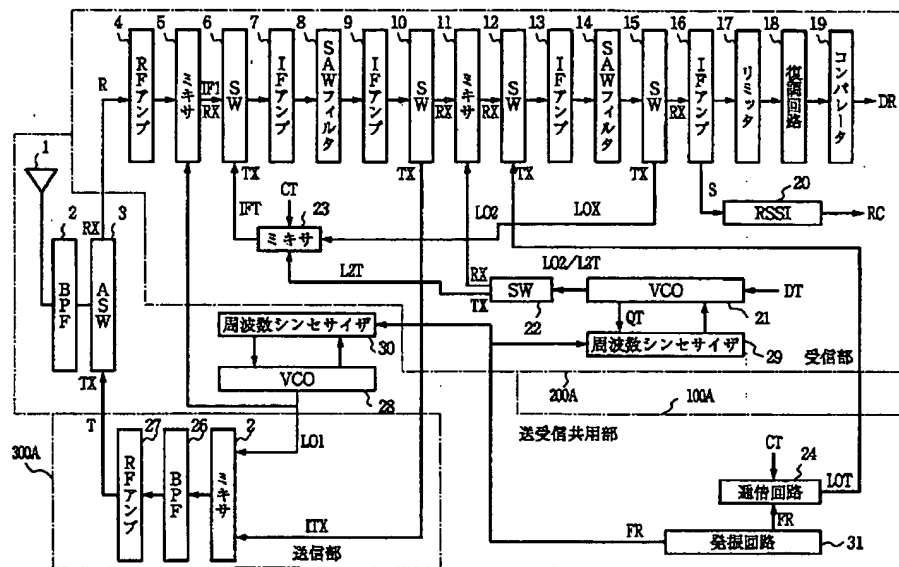 4 5 6 7 8 9 10 11 12 13 14 15 16 17 18 19
R
RFアンプ
ミキサ
IF1
RX
SW
IFアンプ
SAWフィルタ
IFアンプ
SW
RX
ミキサ
RX
SW
IFアンプ
SAWフィルタ
SW
RX
IFアンプ
リミッタ
復調回路
コンパレータ
DR
TX
TX
TX
TX
1
2
3
RX
BPF
ASW
TX
CT
IFT
23
ミキサ
L2T
LO2
LOX
S
20
RSSI
RC
LO2/L2T
RX
TX
SW
22
VCO
21
DT
QT
周波数シンセサイザ
29
受信部
周波数シンセサイザ
30
VCO
28
200A
100A
送受信共用部
T
27
26
2
LO1
300A
RFアンプ
BPF
ミキサ
ITX
送信部
CT
24
逓倍回路
LOT
FR
FR
発振回路
31